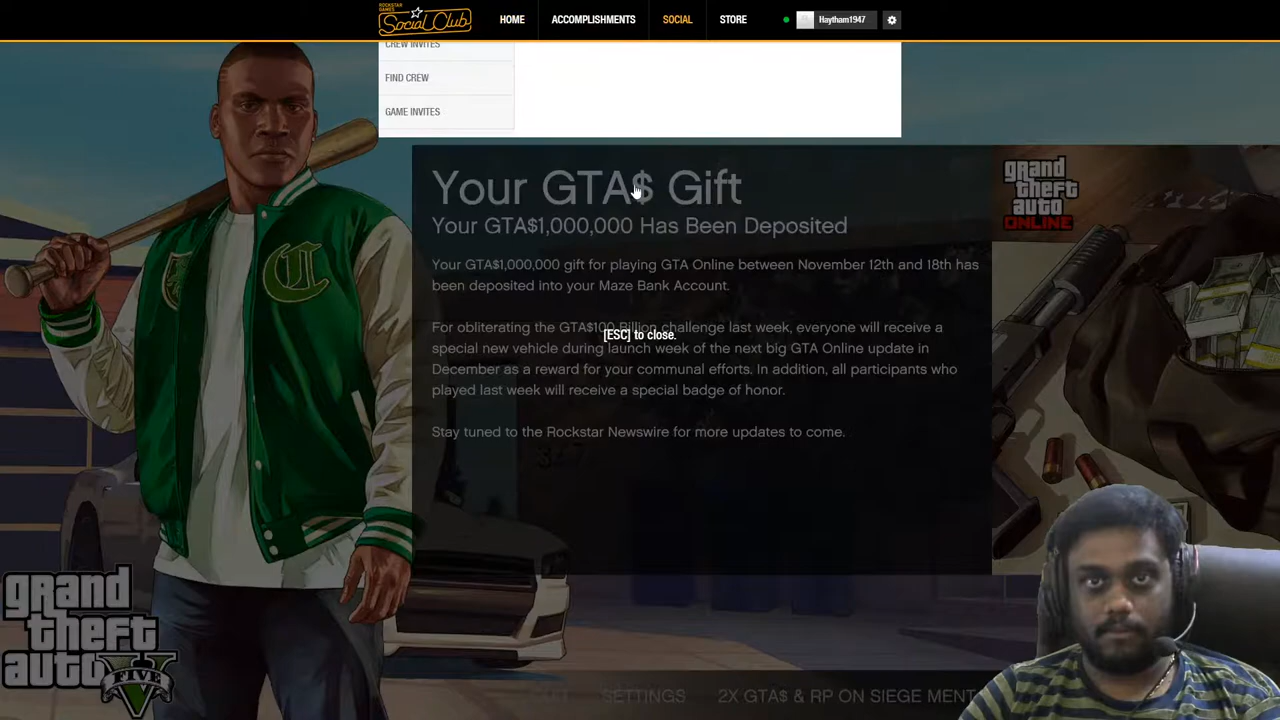 ROCKSTAR GAMES
Social Club
HOME
ACCOMPLISHMENTS
SOCIAL
STORE
Haytham1947
CREW INVITES
FIND CREW
GAME INVITES
Your GTA$ Gift
Your GTA$1,000,000 Has Been Deposited
Your GTA$1,000,000 gift for playing GTA Online between November 12th and 18th has
been deposited into your Maze Bank Account.
For obliterating the GTA$100 Billion challenge last week, everyone will receive a
[ESC] to close.
special new vehicle during launch week of the next big GTA Online update in
December as a reward for your communal efforts. In addition, all participants who
played last week will receive a special badge of honor.
Stay tuned to the Rockstar Newswire for more updates to come.
grand
theft
auto
ONLINE
grand
theft
auto
V
FIVE
SETTINGS
2X GTA$ & RP ON SIEGE MENT